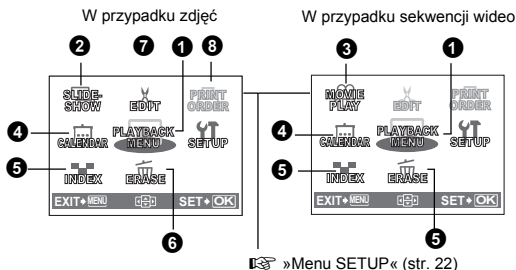 W przypadku zdjęć
W przypadku sekwencji wideo
2 7 1 8
SLIDE-SHOW EDIT PRINT ORDER
4 CALENDAR PLAYBACK MENU SETUP
5 INDEX ERASE
EXIT MENU SET OK
6
3 1
MOVIE PLAY EDIT PRINT ORDER
4 CALENDAR PLAYBACK MENU SETUP
5 INDEX ERASE
EXIT MENU SET OK
5
»Menu SETUP« (str. 22)